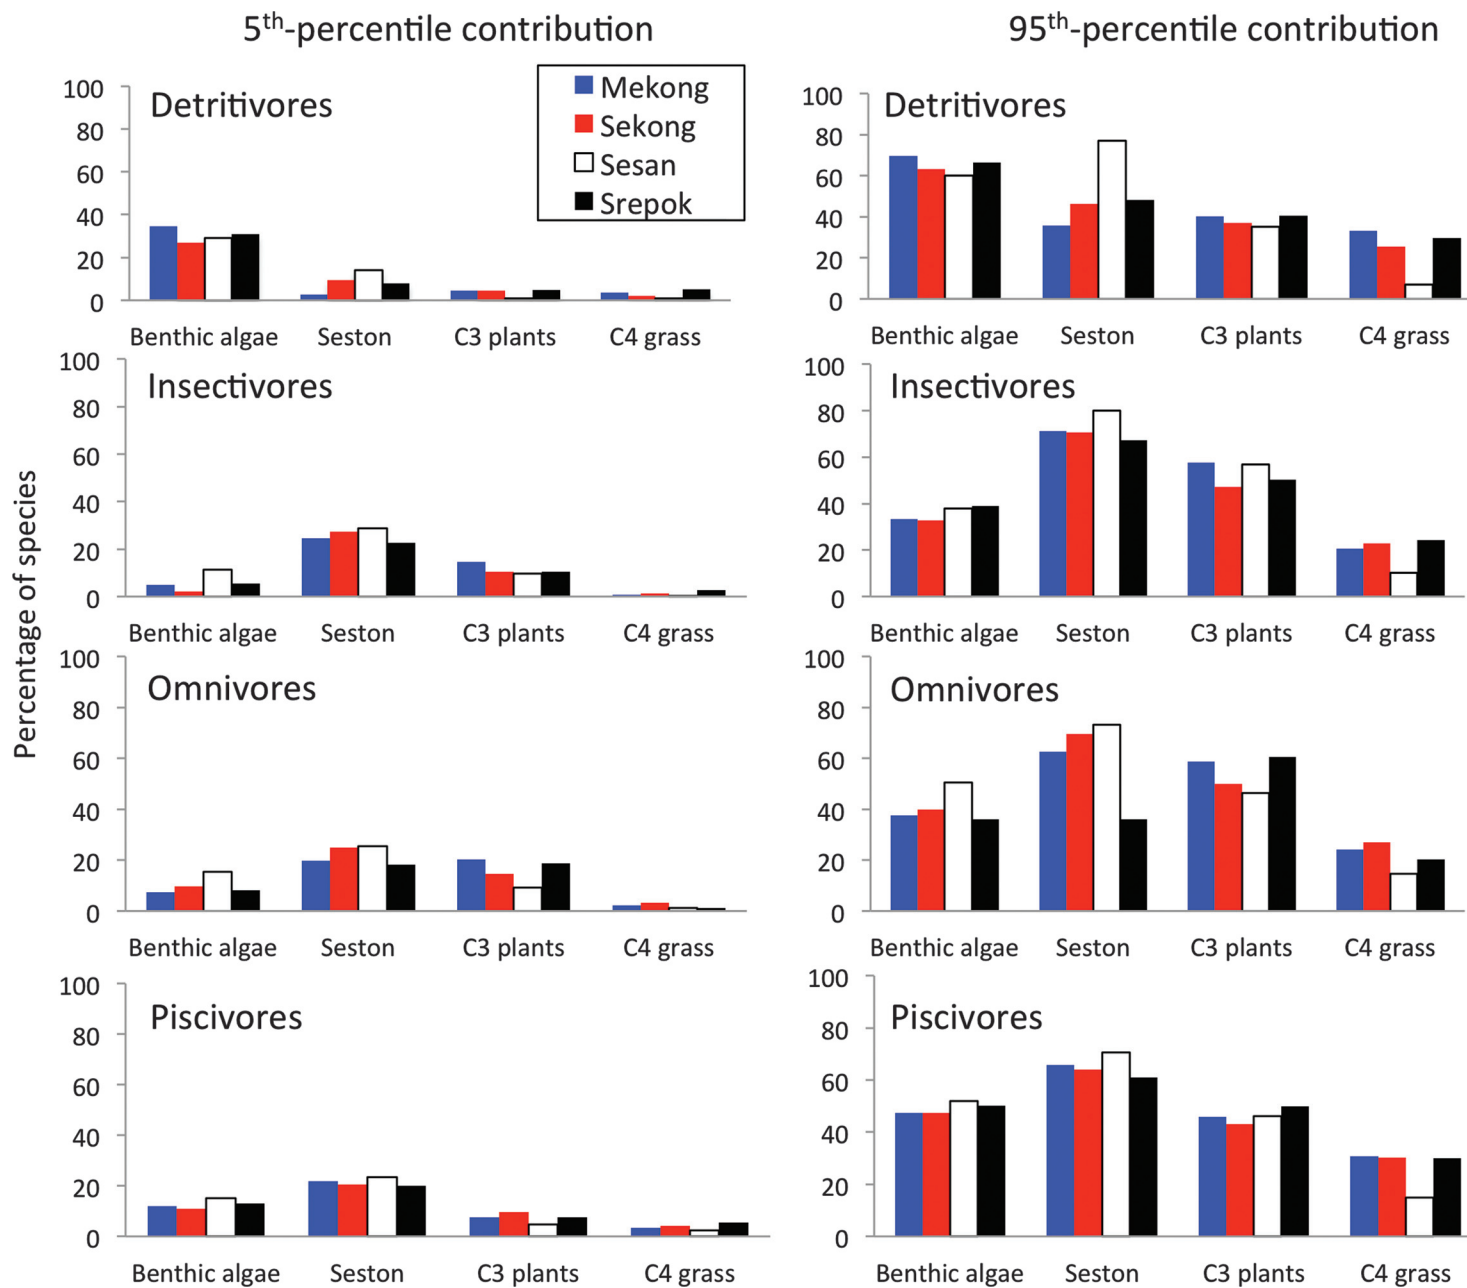 5th-percentile contribution
95th-percentile contribution
Mekong
Sekong
Sesan
Srepok
Percentage of species
Detritivores
100
80
60
40
20
0
Benthic algae Seston C3 plants C4 grass
Detritivores
100
80
60
40
20
0
Benthic algae Seston C3 plants C4 grass
Insectivores
100
80
60
40
20
0
Benthic algae Seston C3 plants C4 grass
Insectivores
100
80
60
40
20
0
Benthic algae Seston C3 plants C4 grass
Omnivores
100
80
60
40
20
0
Benthic algae Seston C3 plants C4 grass
Omnivores
100
80
60
40
20
0
Benthic algae Seston C3 plants C4 grass
Piscivores
100
80
60
40
20
0
Benthic algae Seston C3 plants C4 grass
Piscivores
100
80
60
40
20
0
Benthic algae Seston C3 plants C4 grass